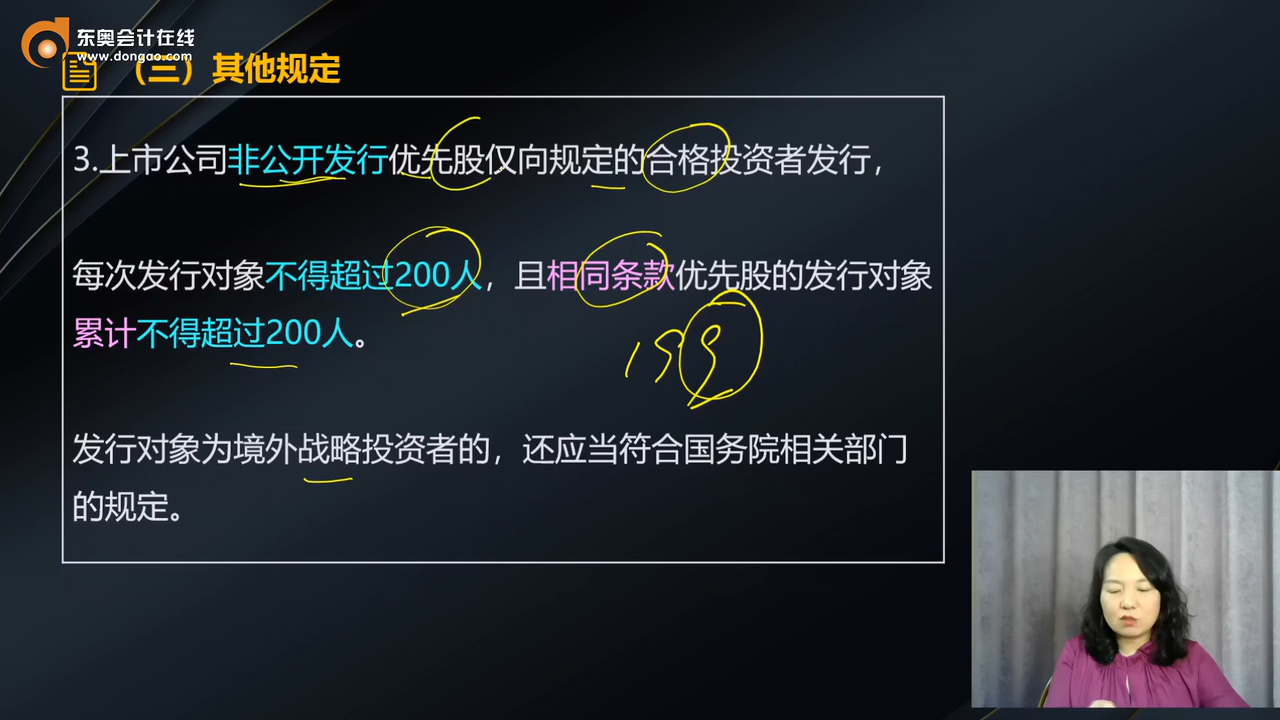 东奥会计在线
www.dongao.com
（三）其他规定
3.上市公司非公开发行优先股仅向规定的合格投资者发行，
每次发行对象不得超过200人，且相同条款优先股的发行对象
累计不得超过200人。
199
发行对象为境外战略投资者的，还应当符合国务院相关部门
的规定。